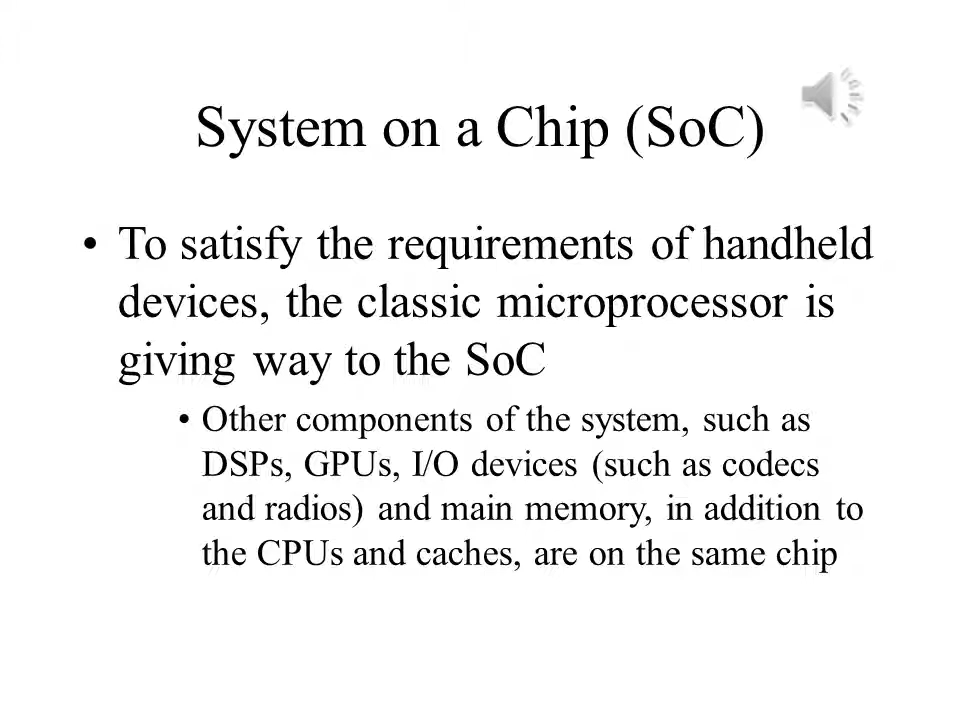 System on a Chip (SoC)
• To satisfy the requirements of handheld
devices, the classic microprocessor is
giving way to the SoC
• Other components of the system, such as
DSPs, GPUs, I/O devices (such as codecs
and radios) and main memory, in addition to
the CPUs and caches, are on the same chip